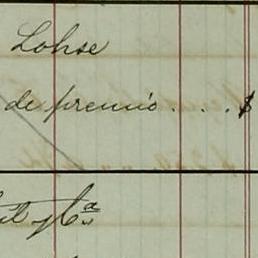 Lohse
de premio . . . $